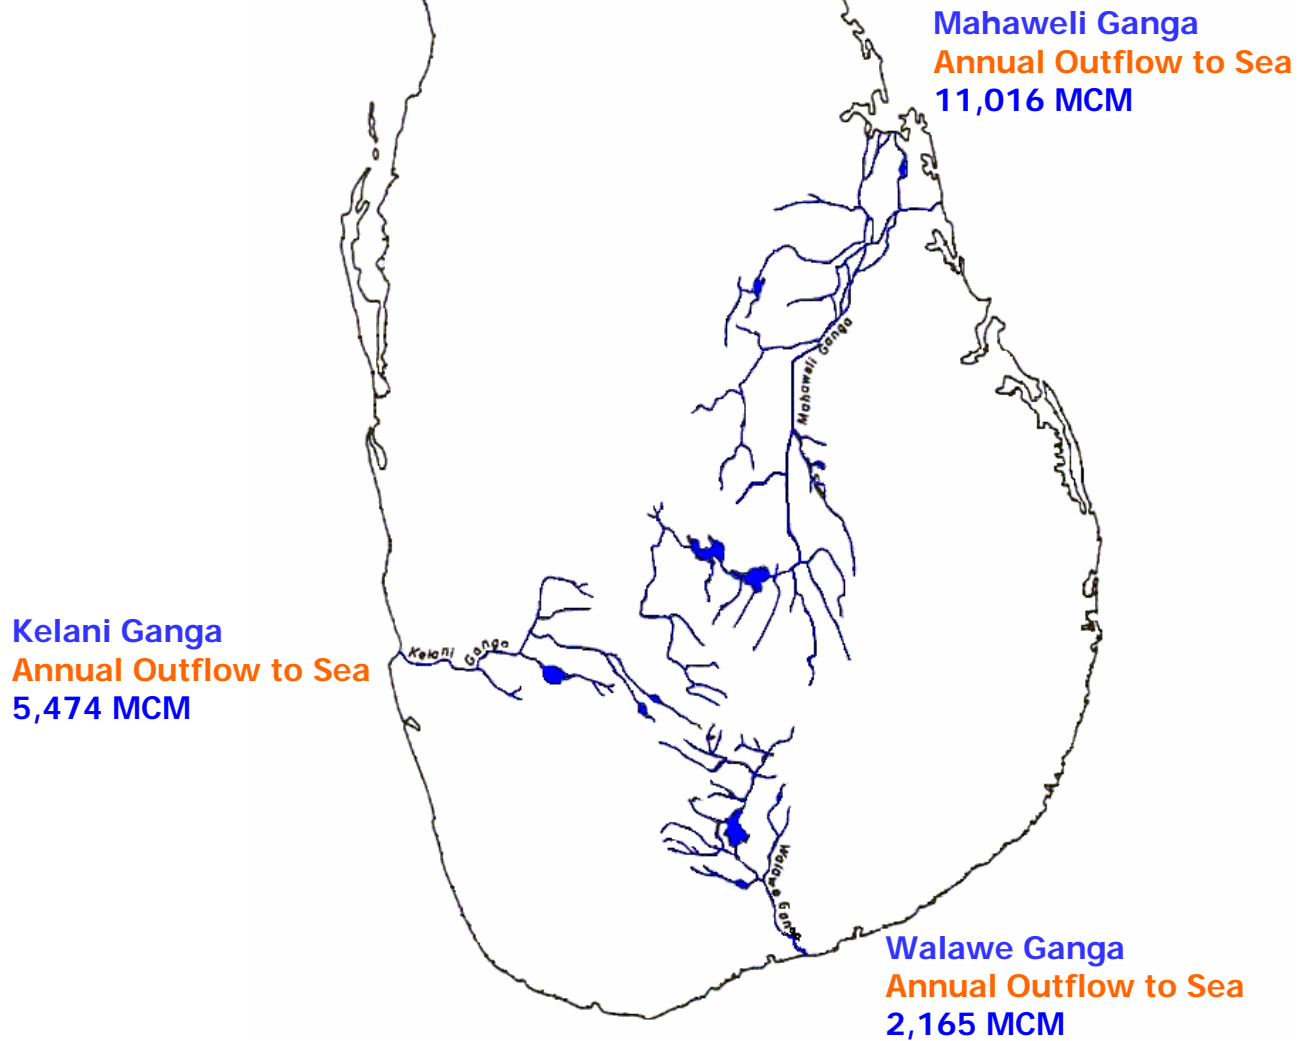 Mahaweli Ganga
Annual Outflow to Sea
11,016 MCM
Mahaweli Ganga
Kelani Ganga
Annual Outflow to Sea
5,474 MCM
Kelani Ganga
Walawe Ganga
Walawe Ganga
Annual Outflow to Sea
2,165 MCM